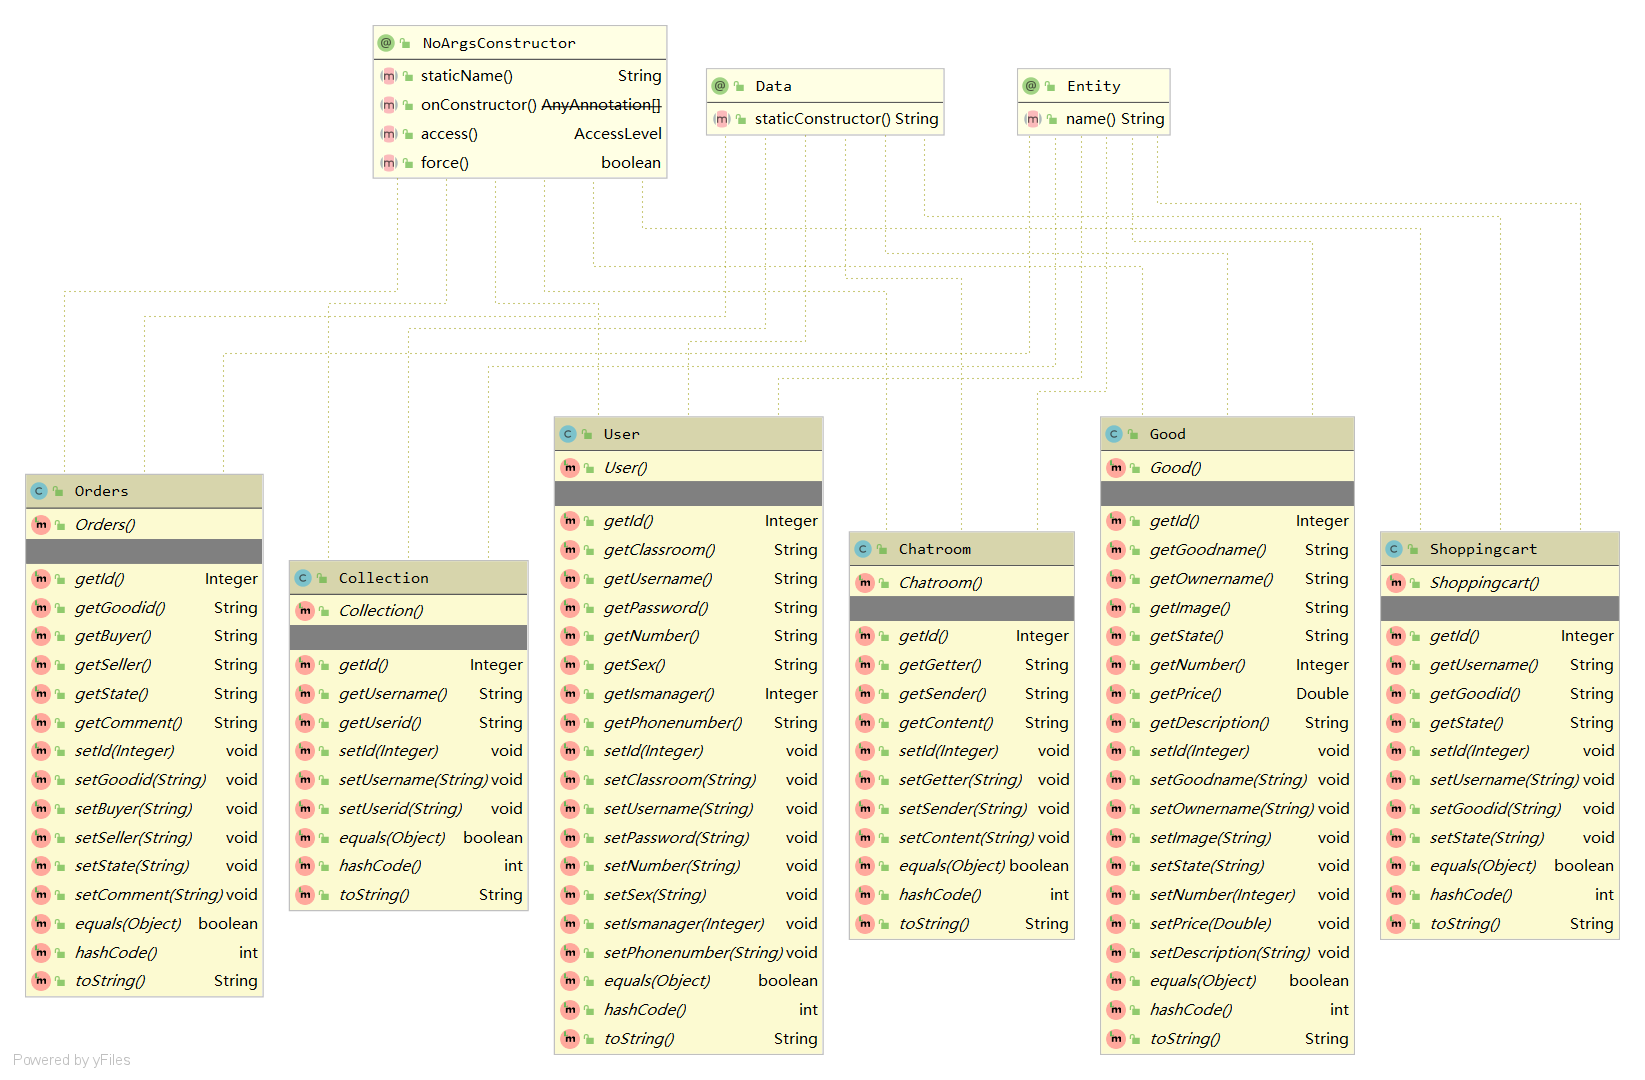 NoArgsConstructor
staticName() String
onConstructor() AnyAnnotation[]
access() AccessLevel
force() boolean
Data
staticConstructor() String
Entity
name() String
Orders
Orders()
getId() Integer
getGoodid() String
getBuyer() String
getSeller() String
getState() String
getComment() String
setId(Integer) void
setGoodid(String) void
setBuyer(String) void
setSeller(String) void
setState(String) void
setComment(String) void
equals(Object) boolean
hashCode() int
toString() String
Collection
Collection()
getId() Integer
getUsername() String
getUserid() String
setId(Integer) void
setUsername(String) void
setUserid(String) void
equals(Object) boolean
hashCode() int
toString() String
User
User()
getId() Integer
getClassroom() String
getUsername() String
getPassword() String
getNumber() String
getSex() String
getIsmanager() Integer
getPhonenumber() String
setId(Integer) void
setClassroom(String) void
setUsername(String) void
setPassword(String) void
setNumber(String) void
setSex(String) void
setIsmanager(Integer) void
setPhonenumber(String) void
equals(Object) boolean
hashCode() int
toString() String
Chatroom
Chatroom()
getId() Integer
getGetter() String
getSender() String
getContent() String
setId(Integer) void
setGetter(String) void
setSender(String) void
setContent(String) void
equals(Object) boolean
hashCode() int
toString() String
Good
Good()
getId() Integer
getGoodname() String
getOwnername() String
getImage() String
getState() String
getNumber() Integer
getPrice() Double
getDescription() String
setId(Integer) void
setGoodname(String) void
setOwnername(String) void
setImage(String) void
setState(String) void
setNumber(Integer) void
setPrice(Double) void
setDescription(String) void
equals(Object) boolean
hashCode() int
toString() String
Shoppingcart
Shoppingcart()
getId() Integer
getUsername() String
getGoodid() String
getState() String
setId(Integer) void
setUsername(String) void
setGoodid(String) void
setState(String) void
equals(Object) boolean
hashCode() int
toString() String
Powered by yFiles